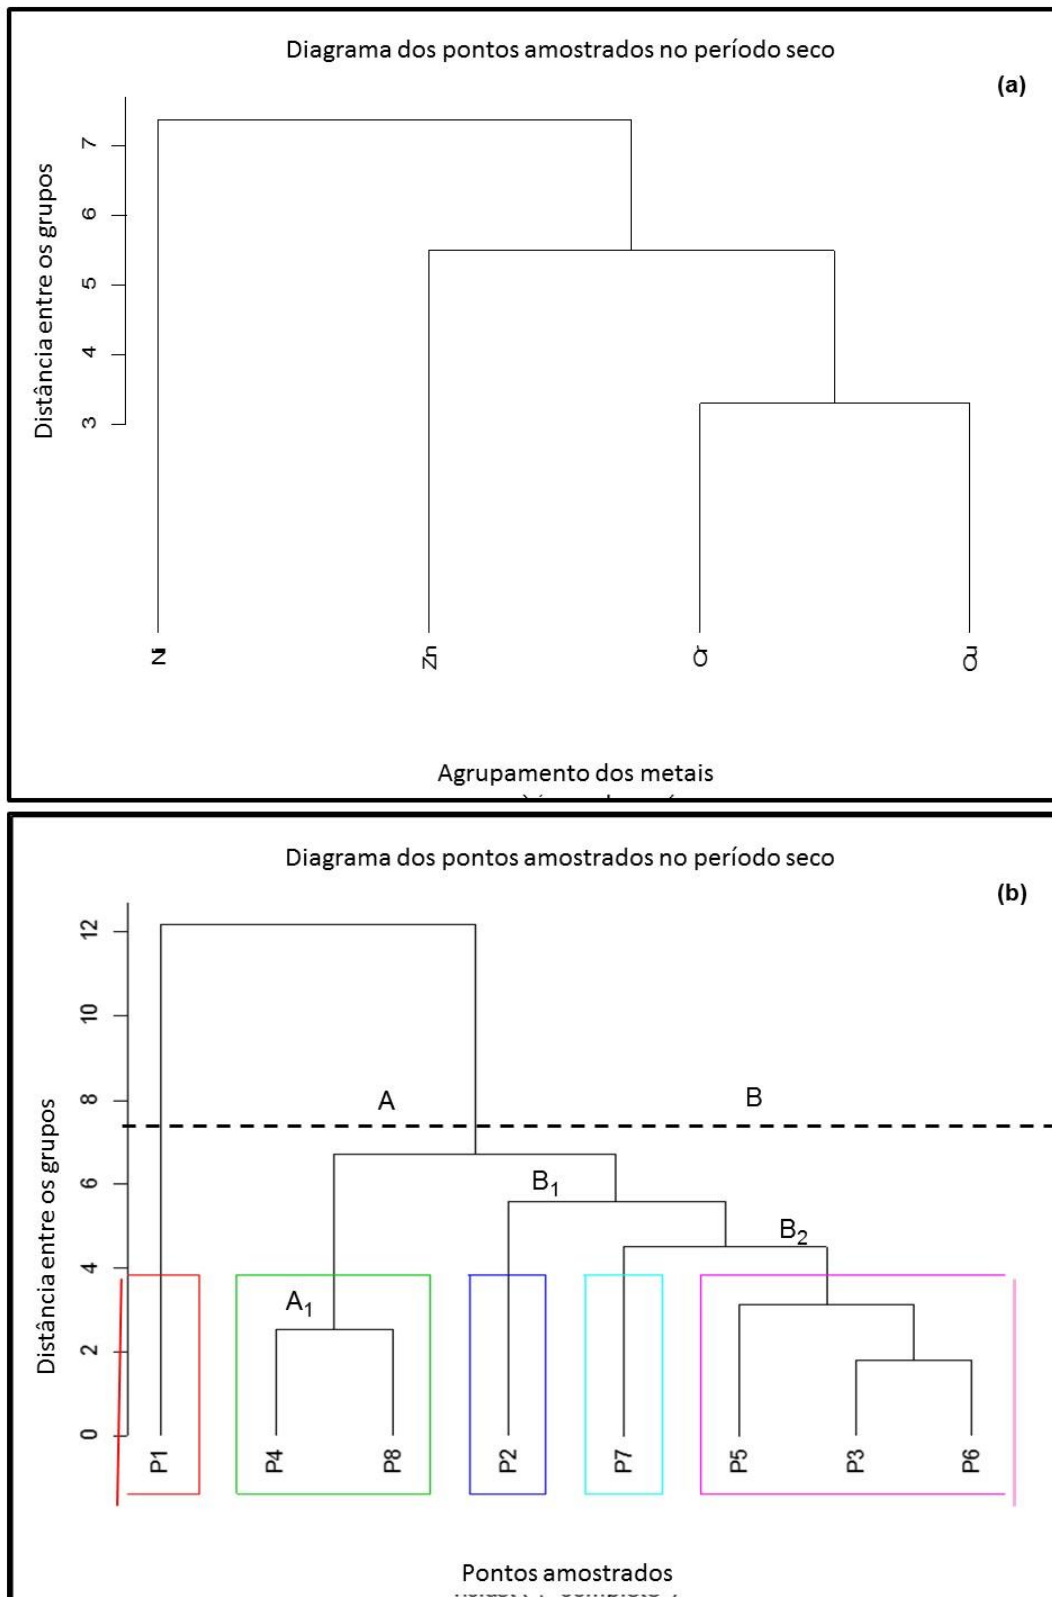 Diagrama dos pontos amostrados no período seco
(a)
Distância entre os grupos
7
6
5
4
3
Ni
Zn
Cr
Cu
Agrupamento dos metais
Diagrama dos pontos amostrados no período seco
(b)
Distância entre os grupos
12
10
8
6
4
2
0
A
B
B1
B2
A1
P1
P4
P8
P2
P7
P5
P3
P6
Pontos amostrados